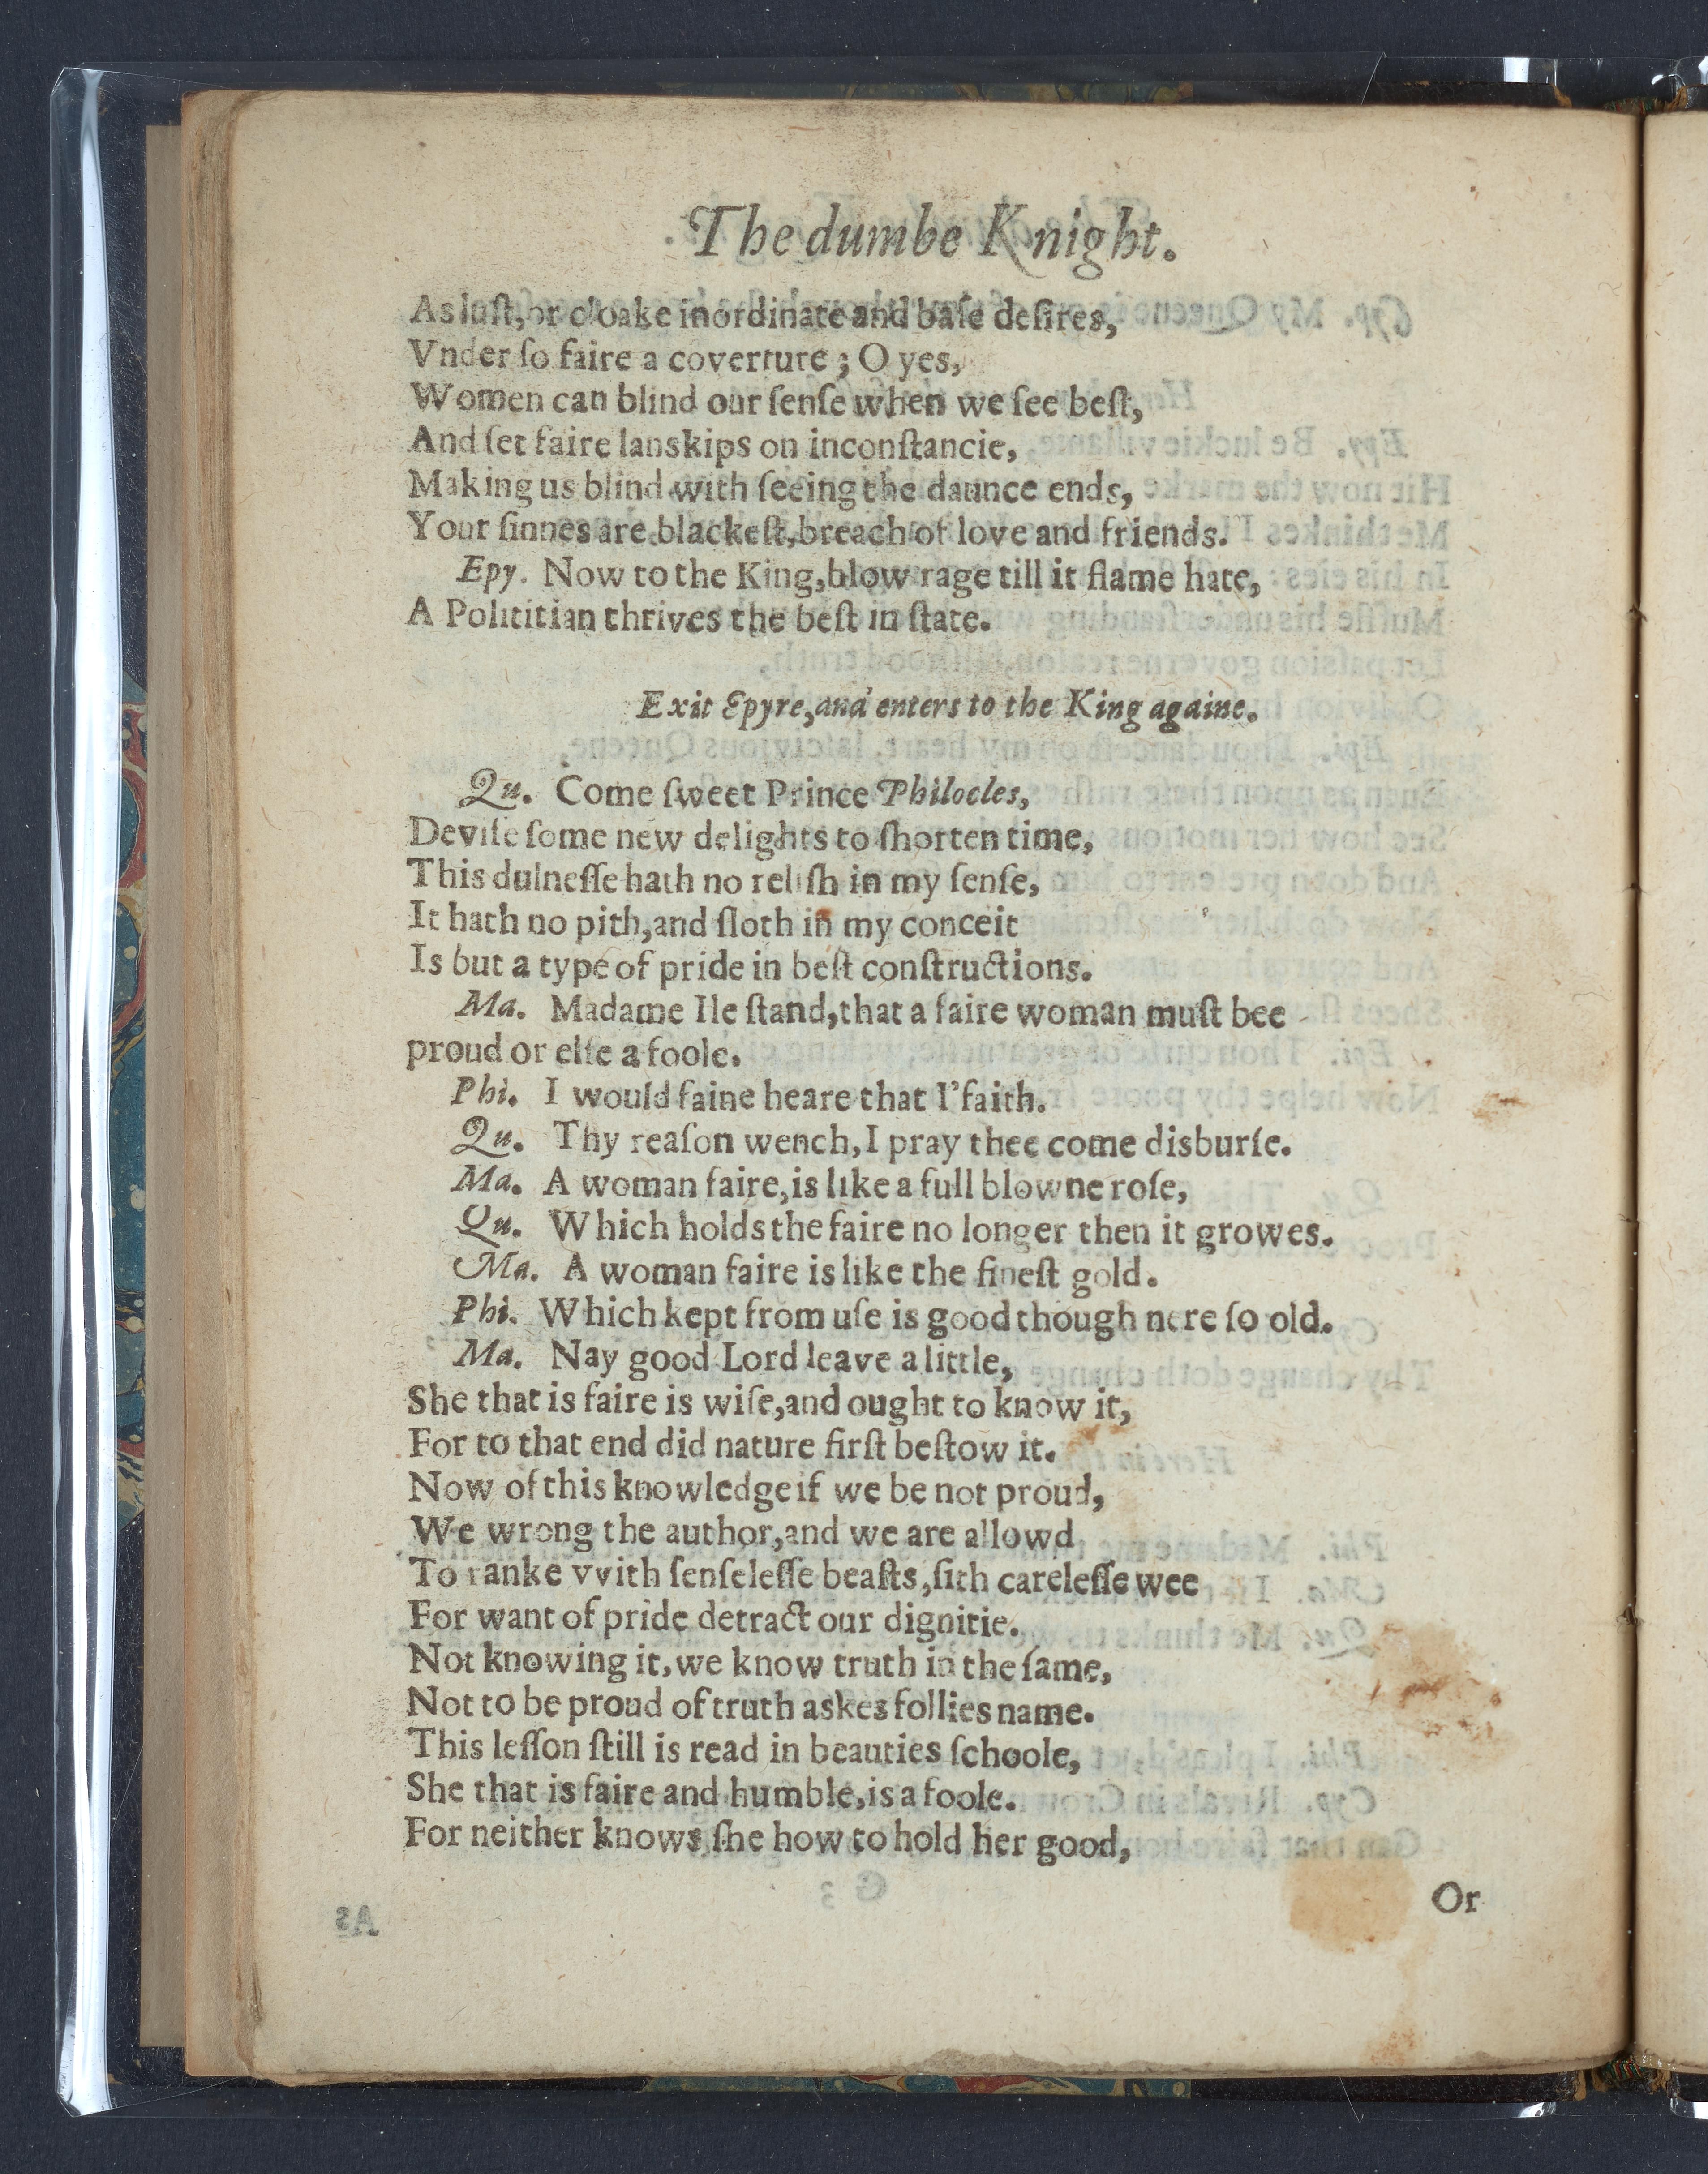 The dumbe Knight.
As luſt, or cloake inordinate and baſe deſires,
Vnder ſo faire a coverture; O yes,
Women can blind our ſenſe when we ſee beſt,
And ſet faire lanskips on inconſtancie,
Making us blind with ſeeing the daunce ends,
Your ſinnes are blackeſt, breach of love and friends.
Epy. Now to the King, blow rage till it flame hate,
A Polititian thrives the beſt in ſtate.
Exit Epyre, and enters to the King againe.
Qu. Come ſweet Prince Philocles,
Deviſe ſome new delights to ſhorten time,
This dulneſſe hath no reliſh in my ſenſe,
It hath no pith, and ſloth in my conceit
Is but a type of pride in beſt conſtructions.
Ma. Madame Ile ſtand, that a faire woman muſt bee
proud or elſe a foole.
Phi. I would faine heare that I'faith.
Qu. Thy reaſon wench, I pray thee come disburſe.
Ma. A woman faire, is like a full blowne roſe,
Qu. Which holds the faire no longer then it growes.
Ma. A woman faire is like the fineſt gold.
Phi. Which kept from uſe is good though nere ſo old.
Ma. Nay good Lord leave a little,
She that is faire is wiſe, and ought to know it,
For to that end did nature firſt beſtow it.
Now of this knowledge if we be not proud,
We wrong the author, and we are allowd
To ranke vvith ſenſeleſſe beaſts, ſith careleſſe wee
For want of pride detract our dignitie.
Not knowing it, we know truth in the ſame,
Not to be proud of truth askes follies name.
This leſſon ſtill is read in beauties ſchoole,
She that is faire and humble, is a foole.
For neither knows ſhe how to hold her good,
Or